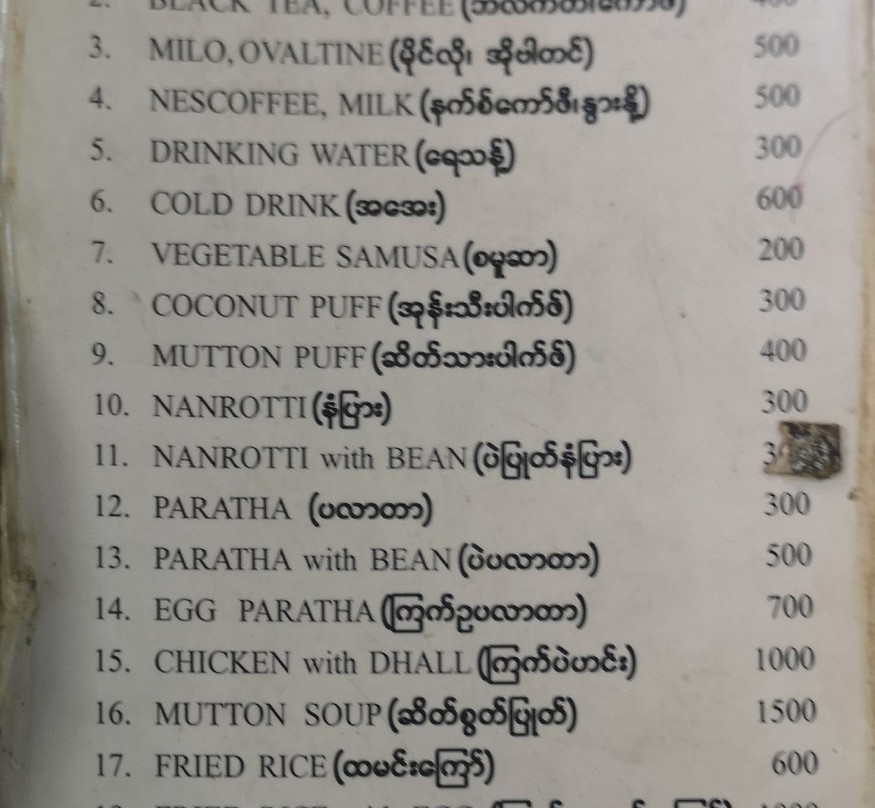 2. BLACK TEA, COFFEE
3. MILO, OVALTINE (မိုင်လို၊ အိုဗါတင်) 500
4. NESCOFFEE, MILK (နက်စ်ကော်ဖီ၊နွားနို့) 500
5. DRINKING WATER (ရေသန့်) 300
6. COLD DRINK (အအေး) 600
7. VEGETABLE SAMUSA (စမူဆာ) 200
8. COCONUT PUFF (အုန်းသီးပါက်ဖ်) 300
9. MUTTON PUFF (ဆိတ်သားပါက်ဖ်) 400
10. NANROTTI (နံပြား) 300
11. NANROTTI with BEAN (ပဲပြုတ်နံပြား)
12. PARATHA (ပလာတာ) 300
13. PARATHA with BEAN (ပဲပလာတာ) 500
14. EGG PARATHA (ကြက်ဥပလာတာ) 700
15. CHICKEN with DHALL (ကြက်ပဲဟင်း) 1000
16. MUTTON SOUP (ဆိတ်စွတ်ပြုတ်) 1500
17. FRIED RICE (ထမင်းကြော်) 600